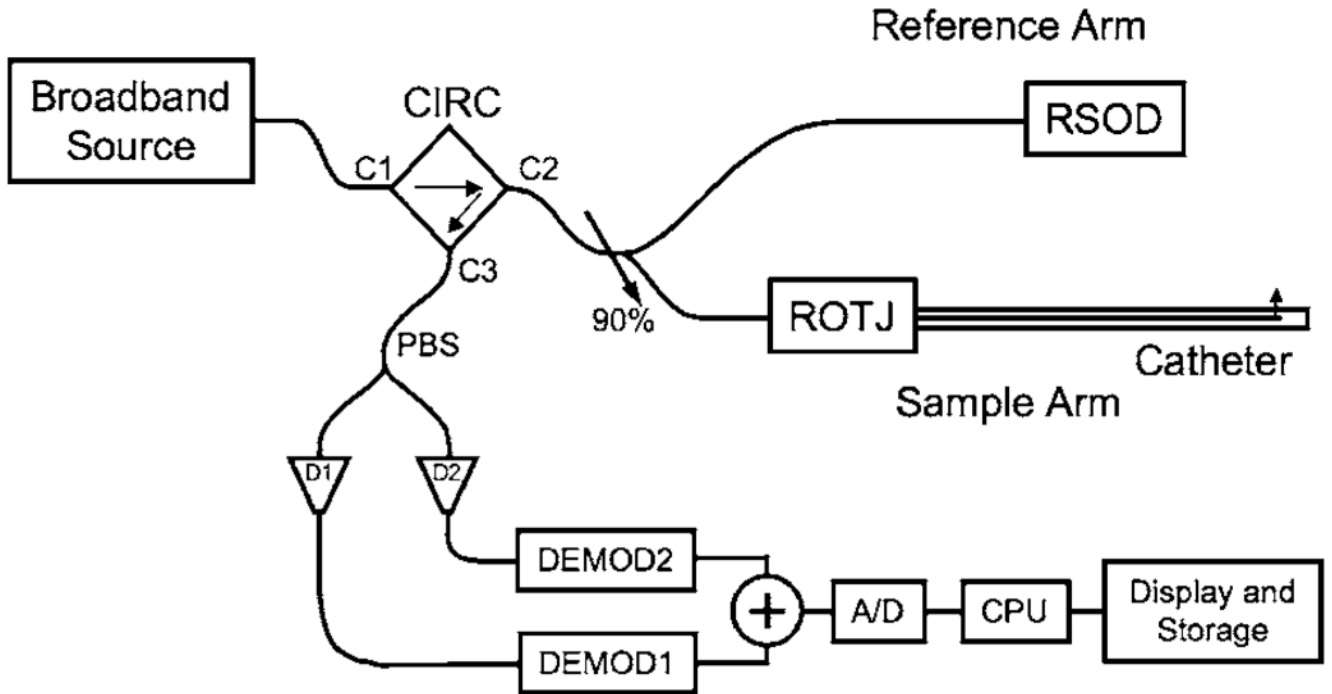 Reference Arm
Broadband
Source
CIRC
RSOD
C1
C2
C3
90%
ROTJ
Catheter
Sample Arm
PBS
D1
D2
DEMOD2
+
A/D
CPU
Display and
Storage
DEMOD1